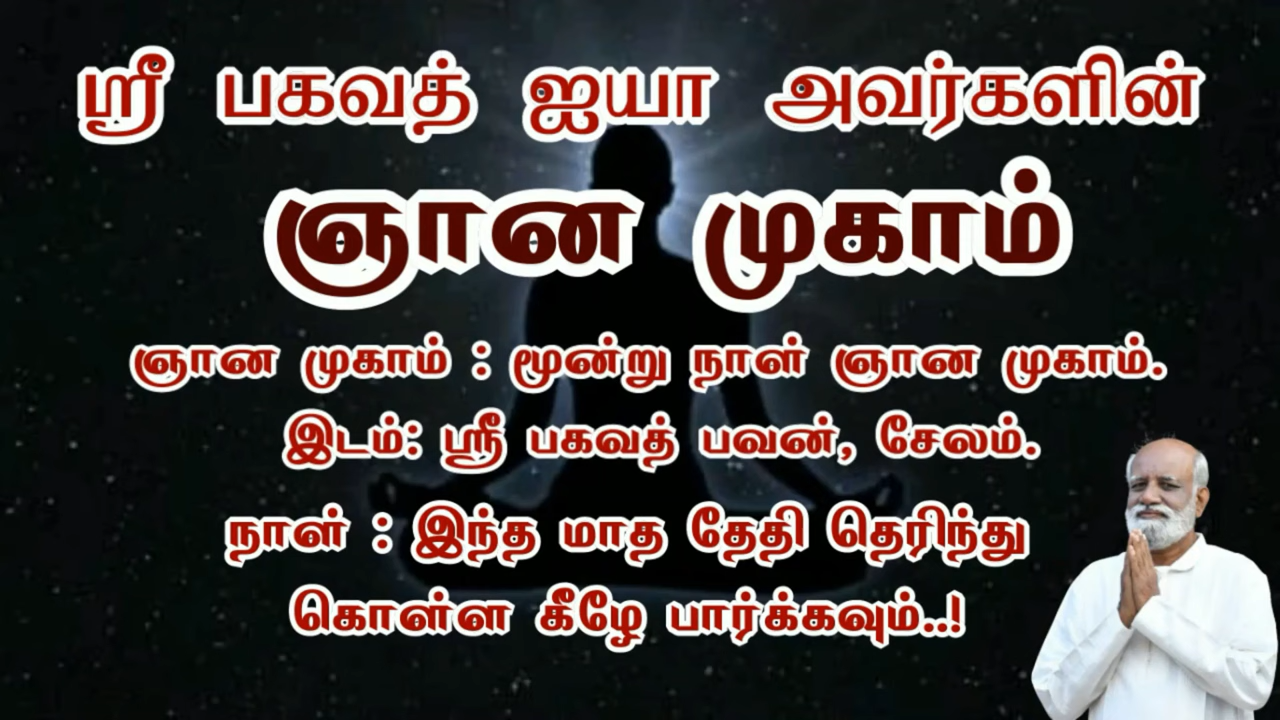 ஸ்ரீ பகவத் ஐயா அவர்களின்
ஞான முகாம்
ஞான முகாம் : மூன்று நாள் ஞான முகாம்.
இடம்: ஸ்ரீ பகவத் பவன், சேலம்.
நாள் : இந்த மாத தேதி தெரிந்து
கொள்ள கீழே பார்க்கவும்..!